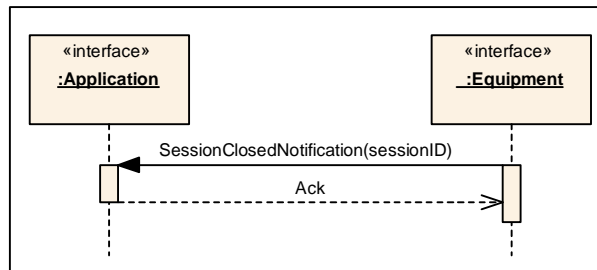 «interface»
:Application
«interface»
:Equipment
SessionClosedNotification(sessionID)
Ack